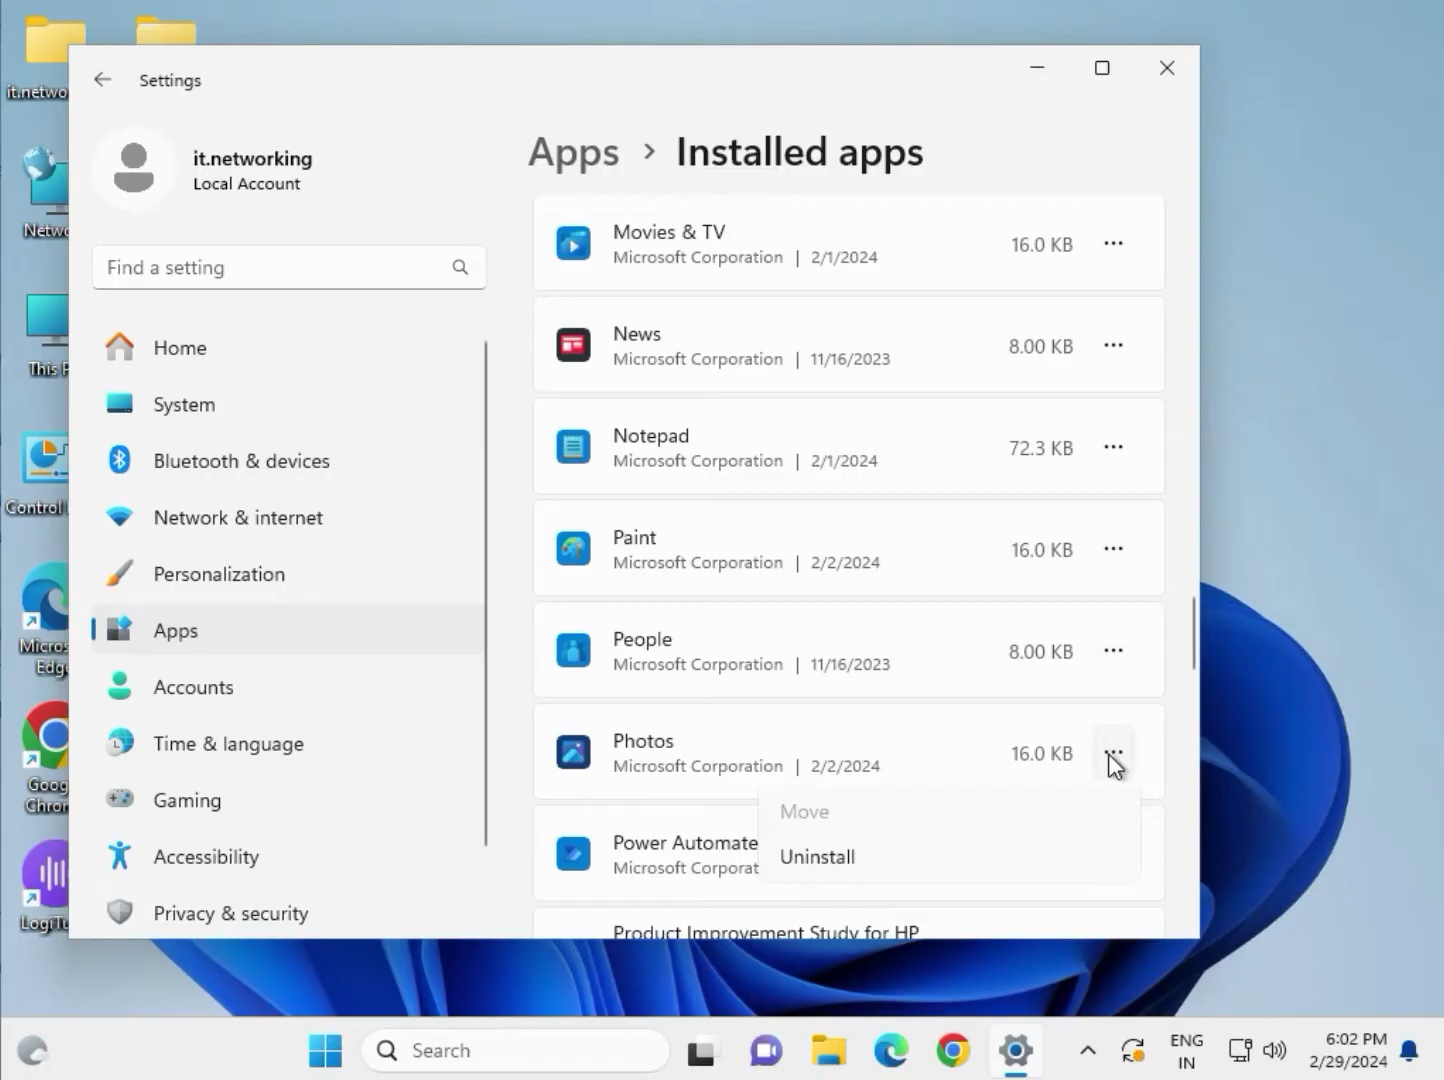 Settings
it.networking
Local Account
Find a setting
Home
System
Bluetooth & devices
Network & internet
Personalization
Apps
Accounts
Time & language
Gaming
Accessibility
Privacy & security
Apps > Installed apps
Movies & TV
Microsoft Corporation | 2/1/2024
16.0 KB
News
Microsoft Corporation | 11/16/2023
8.00 KB
Notepad
Microsoft Corporation | 2/1/2024
72.3 KB
Paint
Microsoft Corporation | 2/2/2024
16.0 KB
People
Microsoft Corporation | 11/16/2023
8.00 KB
Photos
Microsoft Corporation | 2/2/2024
16.0 KB
Move
Uninstall
Power Automate
Microsoft Corporat
Product Improvement Study for HP
it.netwo
Netwo
This P
Control
Micros
Edg
Goog
Chro
LogiTu
Search
ENG
IN
6:02 PM
2/29/2024